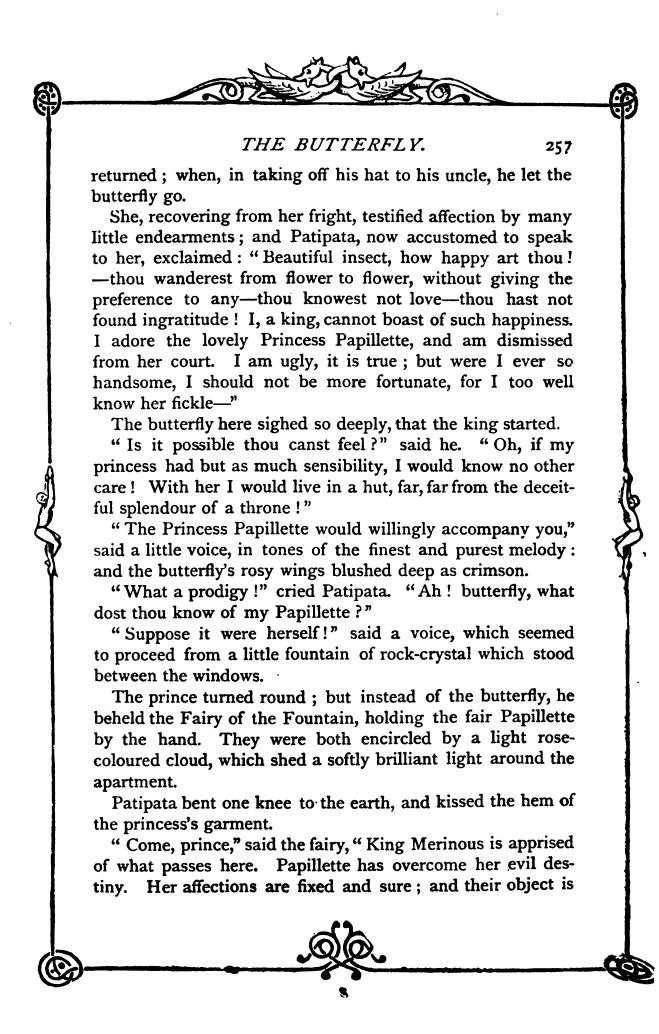 THE BUTTERFLY. 257
returned ; when, in taking off his hat to his uncle, he let the
butterfly go.
She, recovering from her fright, testified affection by many
little endearments ; and Patipata, now accustomed to speak
to her, exclaimed : “ Beautiful insect, how happy art thou !
—thou wanderest from flower to flower, without giving the
preference to any—thou knowest not love—thou hast not
found ingratitude ! I, a king, cannot boast of such happiness.
I adore the lovely Princess Papillette, and am dismissed
from her court. I am ugly, it is true ; but were I ever so
handsome, I should not be more fortunate, for I too well
know her fickle—”
The butterfly here sighed so deeply, that the king started.
“ Is it possible thou canst feel ?” said he. “ Oh, if my
princess had but as much sensibility, I would know no other
care ! With her I would live in a hut, far, far from the deceit-
ful splendour of a throne ! ”
“ The Princess Papillette would willingly accompany you,”
said a little voice, in tones of the finest and purest melody :
and the butterfly’s rosy wings blushed deep as crimson.
“ What a prodigy !” cried Patipata. “ Ah ! butterfly, what
dost thou know of my Papillette ? ”
“ Suppose it were herself ! ” said a voice, which seemed
to proceed from a little fountain of rock-crystal which stood
between the windows.
The prince turned round ; but instead of the butterfly, he
beheld the Fairy of the Fountain, holding the fair Papillette
by the hand. They were both encircled by a light rose-
coloured cloud, which shed a softly brilliant light around the
apartment.
Patipata bent one knee to the earth, and kissed the hem of
the princess’s garment.
“ Come, prince,” said the fairy, “ King Merinous is apprised
of what passes here. Papillette has overcome her evil des-
tiny. Her affections are fixed and sure ; and their object is
S